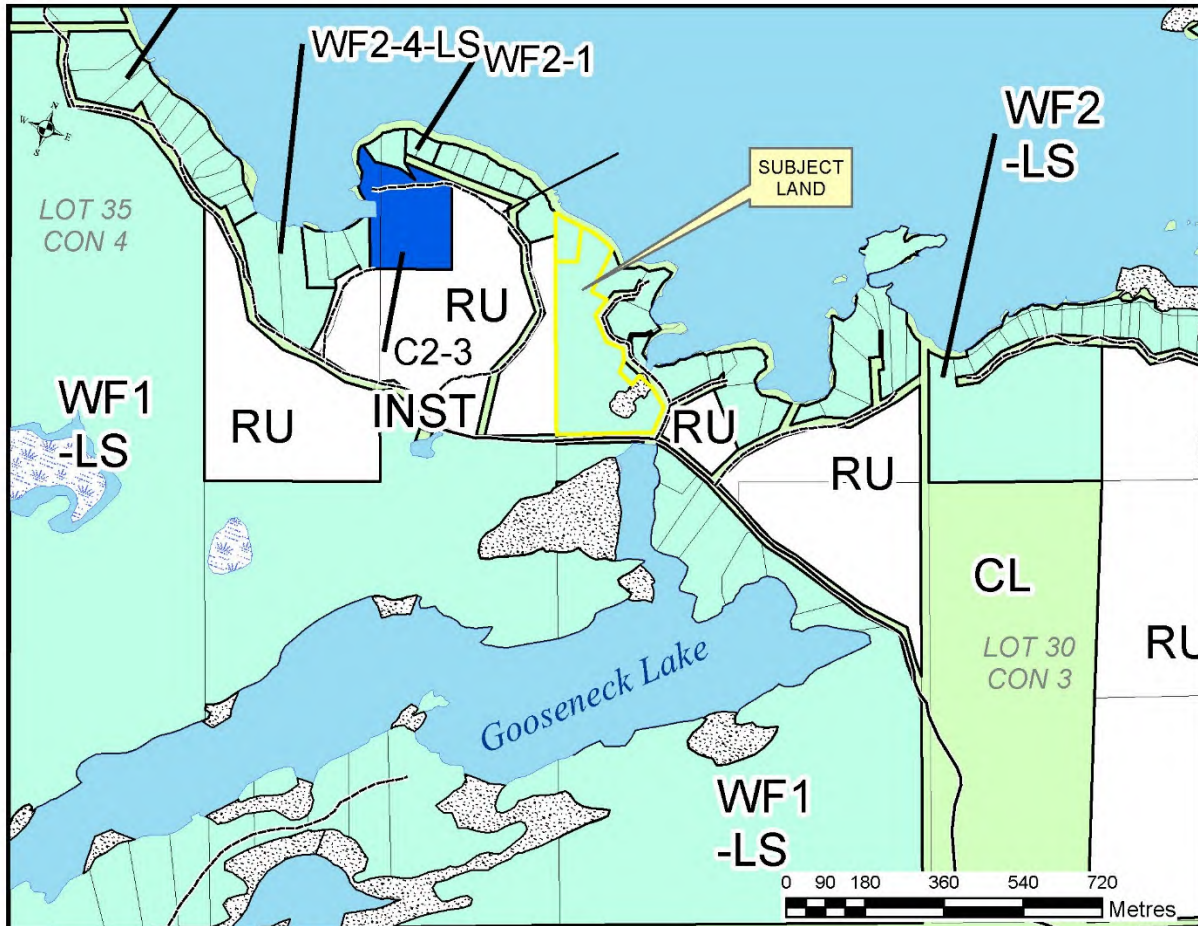 WF2-4-LS
WF2-1
WF2
-LS
SUBJECT
LAND
N
W
E
S
LOT 35
CON 4
RU
C2-3
WF1
-LS
RU
INST
RU
RU
CL
LOT 30
CON 3
RU
Gooseneck Lake
WF1
-LS
0 90 180 360 540 720
Metres